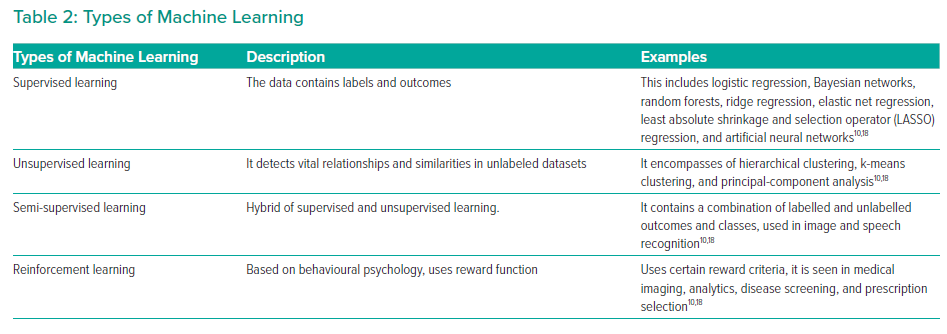 Table 2: Types of Machine Learning
Types of Machine Learning Description Examples
Supervised learning The data contains labels and outcomes This includes logistic regression, Bayesian networks,
random forests, ridge regression, elastic net regression,
least absolute shrinkage and selection operator (LASSO)
regression, and artificial neural networks10,18
Unsupervised learning It detects vital relationships and similarities in unlabeled datasets It encompasses of hierarchical clustering, k-means
clustering, and principal-component analysis10,18
Semi-supervised learning Hybrid of supervised and unsupervised learning. It contains a combination of labelled and unlabelled
outcomes and classes, used in image and speech
recognition10,18
Reinforcement learning Based on behavioural psychology, uses reward function Uses certain reward criteria, it is seen in medical
imaging, analytics, disease screening, and prescription
selection10,18